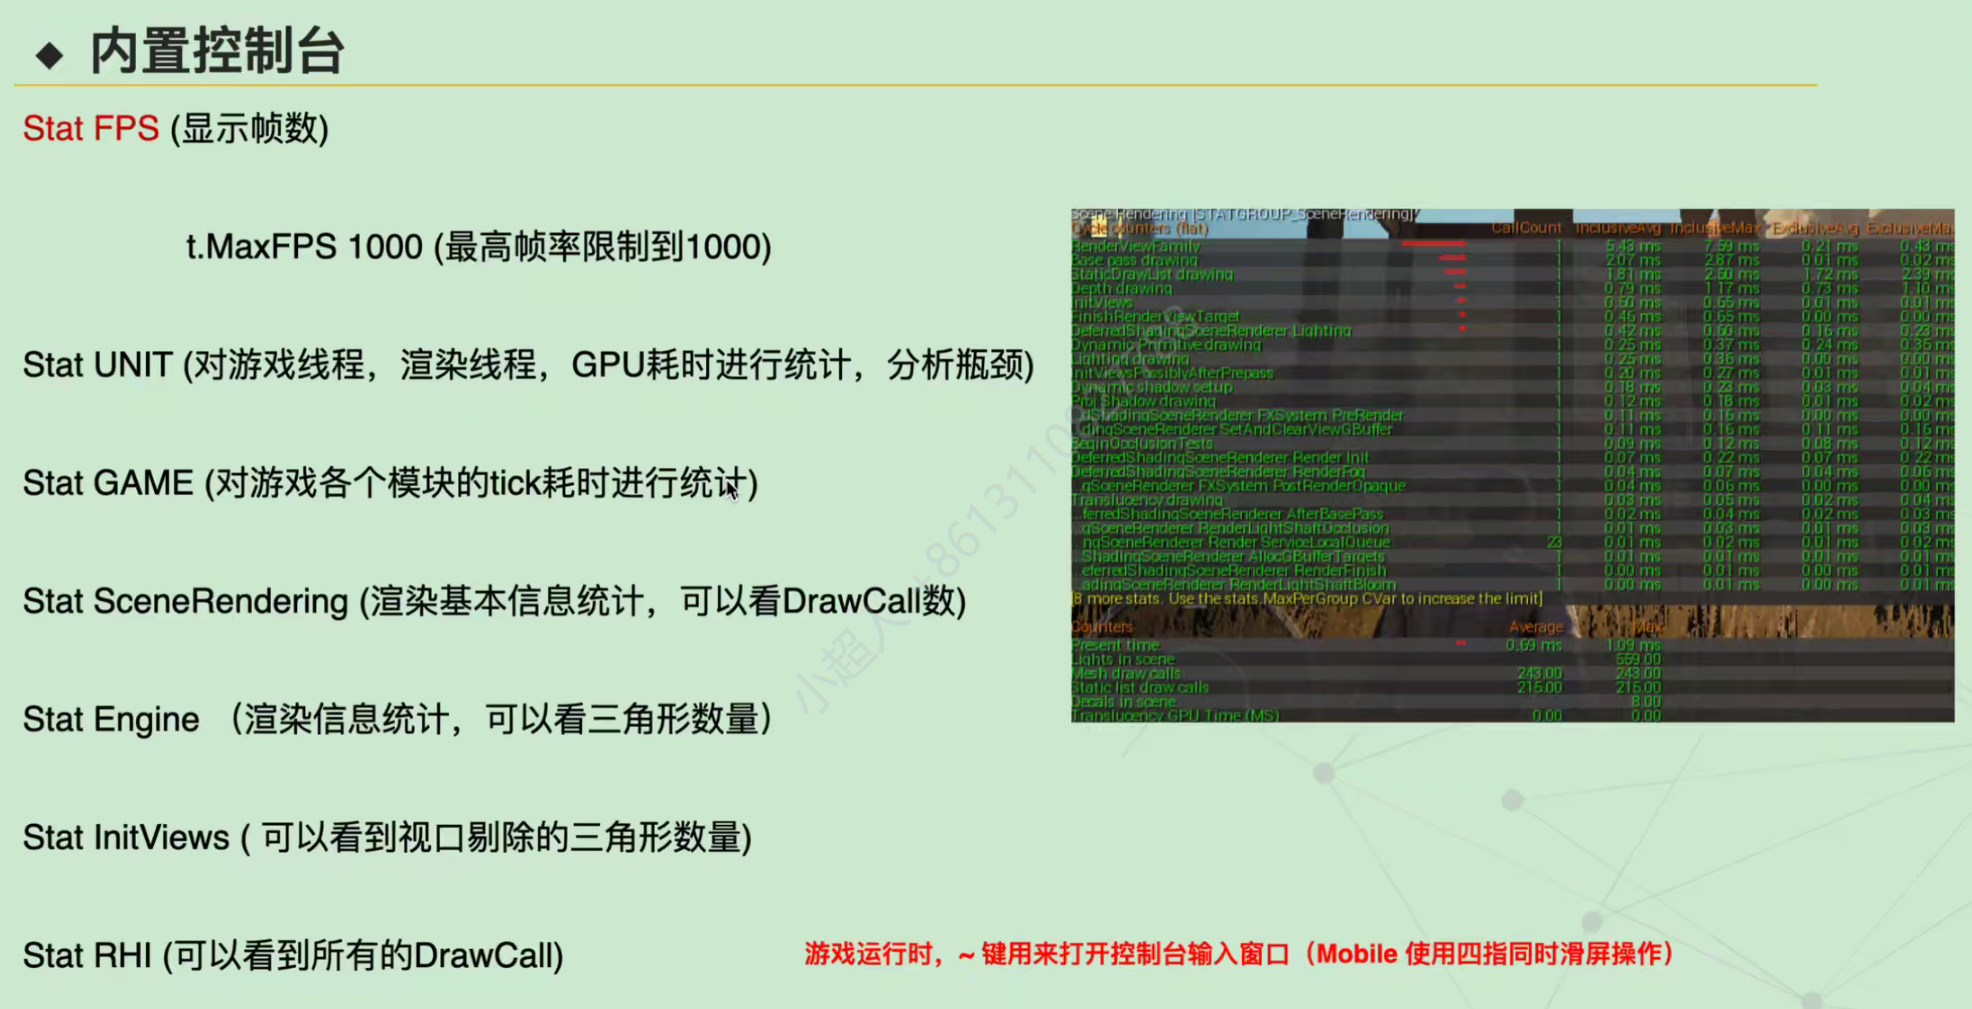 ◆ 内置控制台
Stat FPS (显示帧数)
t.MaxFPS 1000 (最高帧率限制到1000)
Stat UNIT (对游戏线程，渲染线程，GPU耗时进行统计，分析瓶颈)
Stat GAME (对游戏各个模块的tick耗时进行统计)
Stat SceneRendering (渲染基本信息统计，可以看DrawCall数)
Stat Engine （渲染信息统计，可以看三角形数量）
Stat InitViews ( 可以看到视口剔除的三角形数量)
Stat RHI (可以看到所有的DrawCall)
游戏运行时，~ 键用来打开控制台输入窗口（Mobile 使用四指同时滑屏操作）
Scene Rendering [STATGROUP_SceneRendering]
Cycle counters (flat) CallCount InclusiveAvg InclusiveMax ExclusiveAvg ExclusiveMa
RenderViewFamily 1 5.43 ms 7.59 ms 0.21 ms 0.43 ms
Base pass drawing 1 2.07 ms 2.87 ms 0.01 ms 0.02 ms
StaticDrawList drawing 1 1.81 ms 2.50 ms 1.72 ms 2.39 ms
Depth drawing 1 0.79 ms 1.17 ms 0.73 ms 1.10 ms
InitViews 1 0.50 ms 0.65 ms 0.01 ms 0.01 ms
FinishRenderViewTarget 1 0.46 ms 0.65 ms 0.00 ms 0.00 ms
DeferredShadingSceneRenderer Lighting 1 0.42 ms 0.60 ms 0.16 ms 0.23 ms
Dynamic Primitive drawing 1 0.25 ms 0.37 ms 0.24 ms 0.35 ms
Lighting drawing 1 0.25 ms 0.36 ms 0.00 ms 0.00 ms
InitViewsPossiblyAfterPrepass 1 0.20 ms 0.27 ms 0.01 ms 0.01 ms
Dynamic shadow setup 1 0.18 ms 0.23 ms 0.03 ms 0.04 ms
Proj Shadow drawing 1 0.12 ms 0.18 ms 0.01 ms 0.02 ms
..dShadingSceneRenderer FXSystem PreRender 1 0.11 ms 0.16 ms 0.00 ms 0.00 ms
..dingSceneRenderer SetAndClearViewGBuffer 1 0.11 ms 0.16 ms 0.11 ms 0.16 ms
BeginOcclusionTests 1 0.09 ms 0.12 ms 0.08 ms 0.12 ms
DeferredShadingSceneRenderer Render Init 1 0.07 ms 0.22 ms 0.07 ms 0.22 ms
DeferredShadingSceneRenderer RenderFog 1 0.04 ms 0.07 ms 0.04 ms 0.06 ms
..gSceneRenderer FXSystem PostRenderOpaque 1 0.04 ms 0.06 ms 0.00 ms 0.00 ms
Translucency drawing 1 0.03 ms 0.05 ms 0.02 ms 0.04 ms
..ferredShadingSceneRenderer AfterBasePass 1 0.02 ms 0.04 ms 0.02 ms 0.03 ms
..gSceneRenderer RenderLightShaftOcclusion 1 0.01 ms 0.03 ms 0.01 ms 0.03 ms
..ngSceneRenderer Render ServiceLocalQueue 23 0.01 ms 0.02 ms 0.01 ms 0.02 ms
..ShadingSceneRenderer AllocGBufferTargets 1 0.01 ms 0.01 ms 0.01 ms 0.01 ms
..eferredShadingSceneRenderer RenderFinish 1 0.00 ms 0.01 ms 0.00 ms 0.01 ms
..adingSceneRenderer RenderLightShaftBloom 1 0.00 ms 0.01 ms 0.00 ms 0.01 ms
[8 more stats. Use the stats.MaxPerGroup CVar to increase the limit]
Counters Average Max
Present time 0.69 ms 1.09 ms
Lights in scene 559.00
Mesh draw calls 243.00 243.00
Static list draw calls 215.00 215.00
Decals in scene 8.00
Translucency GPU Time (MS) 0.00 0.00